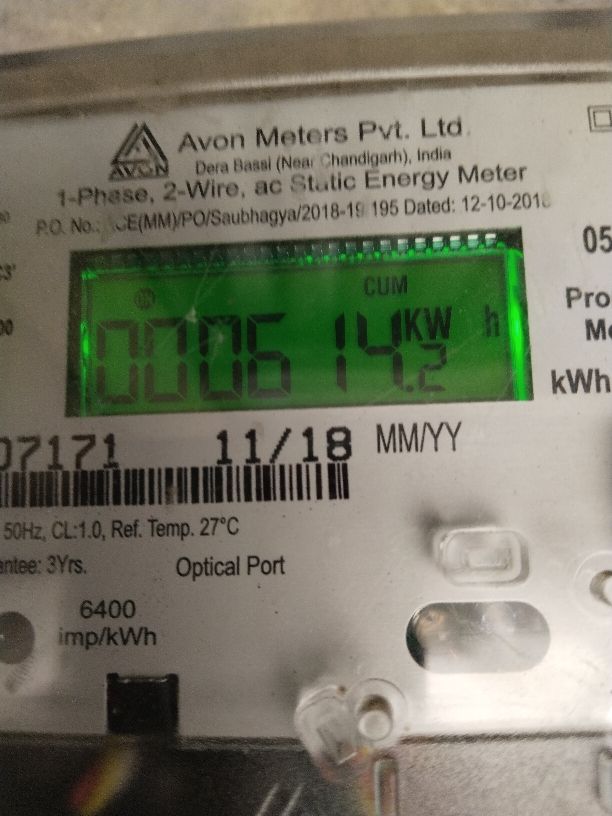 AVON
Avon Meters Pvt. Ltd.
Dera Bassi (Near Chandigarh), India
1-Phase, 2-Wire, ac Static Energy Meter
P.O. No.: CE(MM)/PO/Saubhagya/2018-19 195 Dated: 12-10-2018
CUM
000614.2 KW h
05
Pro
kWh
07171 11/18 MM/YY
50Hz, CL:1.0, Ref. Temp. 27°C
antee: 3Yrs. Optical Port
6400
imp/kWh